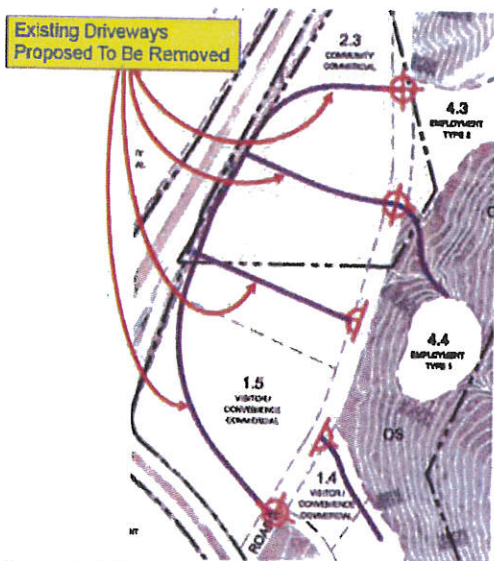 Existing Driveways
Proposed To Be Removed
2.3
COMMUNITY
COMMERCIAL
4.3
EMPLOYMENT
TYPE 2
4.4
EMPLOYMENT
TYPE 1
1.5
VISITOR /
CONVENIENCE
COMMERCIAL
OS
1.4
VISITOR /
CONVENIENCE
COMMERCIAL
ROAD